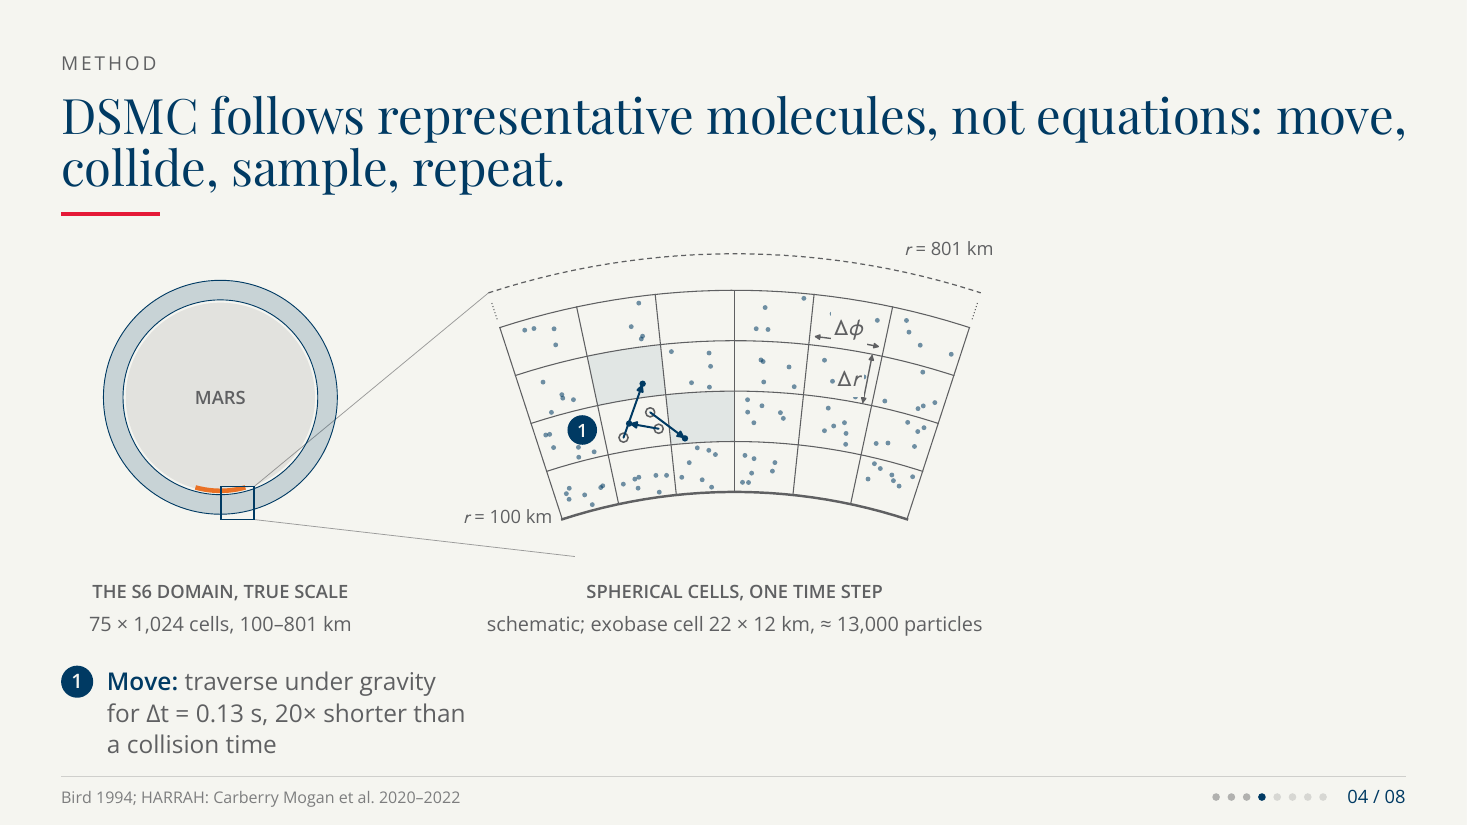 METHOD
DSMC follows representative molecules, not equations: move,
collide, sample, repeat.
r = 801 km
Δϕ
Δr
MARS
1
r = 100 km
THE S6 DOMAIN, TRUE SCALE
75 × 1,024 cells, 100–801 km
SPHERICAL CELLS, ONE TIME STEP
schematic; exobase cell 22 × 12 km, ≈ 13,000 particles
1 Move: traverse under gravity
for Δt = 0.13 s, 20× shorter than
a collision time
Bird 1994; HARRAH: Carberry Mogan et al. 2020–2022
04 / 08